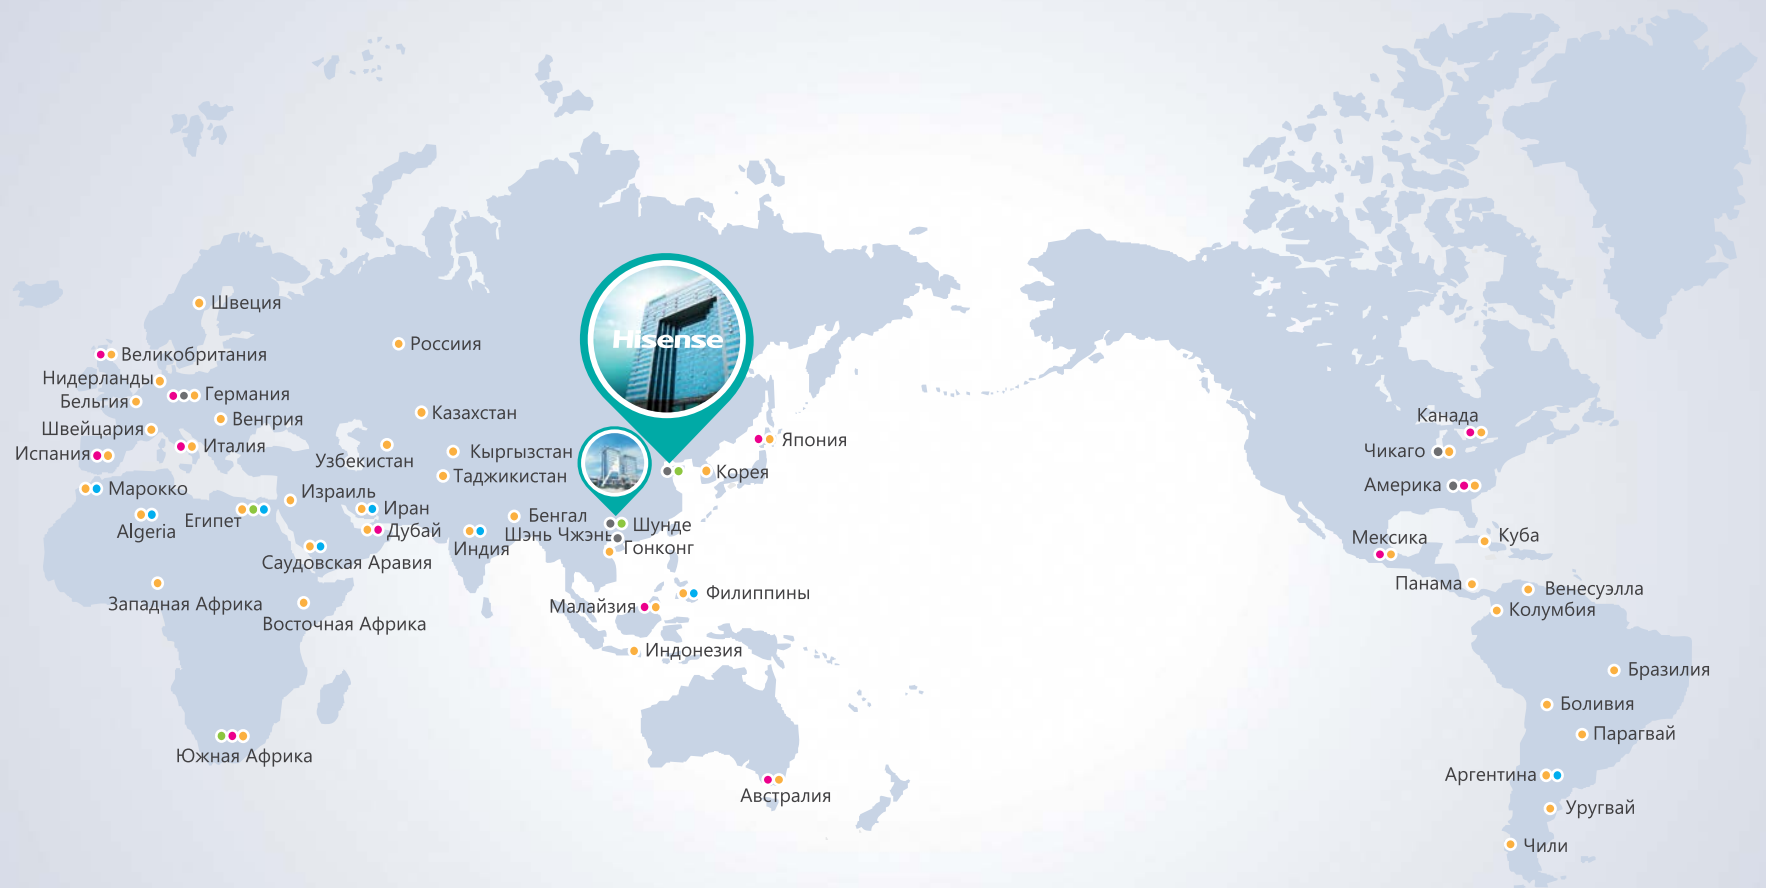 Швеция
Россиия
Hisense
Великобритания
Нидерланды
Германия
Бельгия
Казахстан
Венгрия
Канада
Швейцария
Япония
Италия
Испания
Кыргызстан
Чикаго
Узбекистан
Таджикистан
Корея
Америка
Марокко
Израиль
Иран
Бенгал
Египет
Algeria
Дубай
Шунде
Шэнь Чжэнь
Куба
Мексика
Индия
Гонконг
Саудовская Аравия
Панама
Венесуэлла
Филиппины
Западная Африка
Малайзия
Колумбия
Восточная Африка
Индонезия
Бразилия
Боливия
Парагвай
Южная Африка
Аргентина
Австралия
Уругвай
Чили